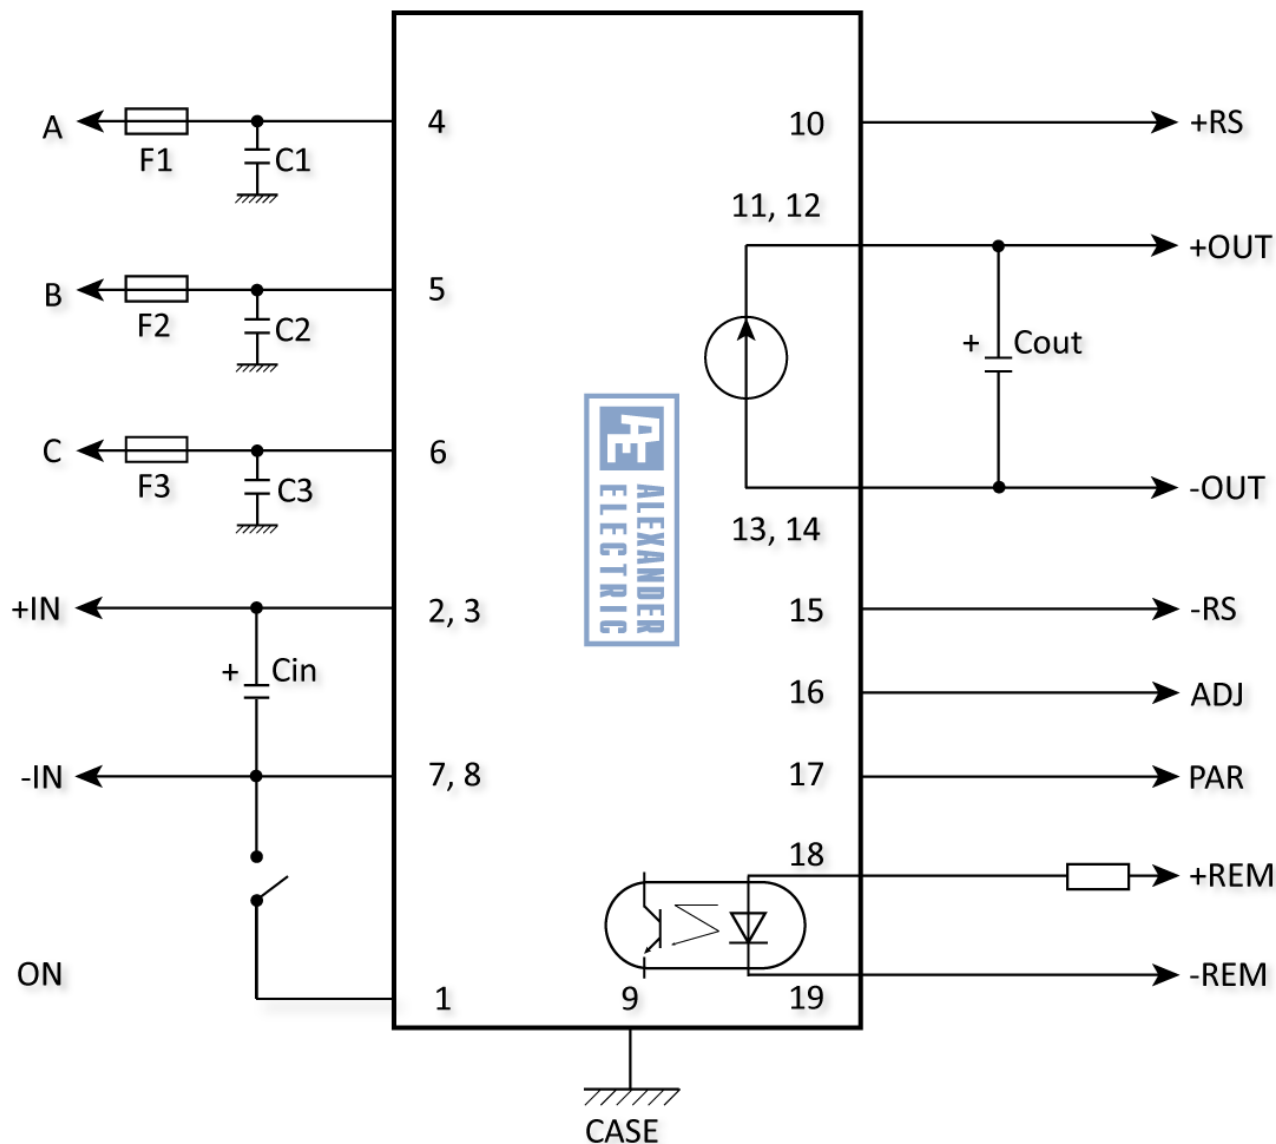 A
F1
C1
4
10
+RS
11, 12
+OUT
B
F2
C2
5
+
Cout
C
F3
C3
6
-OUT
13, 14
AE
ALEXANDER
ELECTRIC
+IN
2, 3
15
-RS
+
Cin
16
ADJ
-IN
7, 8
17
PAR
18
+REM
ON
1
9
19
-REM
CASE